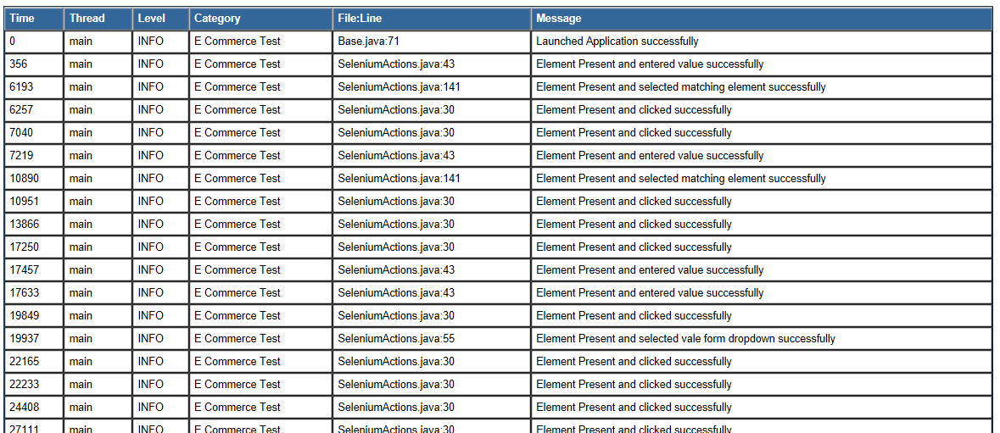 Time Thread Level Category File:Line Message
0 main INFO E Commerce Test Base.java:71 Launched Application successfully
356 main INFO E Commerce Test SeleniumActions.java:43 Element Present and entered value successfully
6193 main INFO E Commerce Test SeleniumActions.java:141 Element Present and selected matching element successfully
6257 main INFO E Commerce Test SeleniumActions.java:30 Element Present and clicked successfully
7040 main INFO E Commerce Test SeleniumActions.java:30 Element Present and clicked successfully
7219 main INFO E Commerce Test SeleniumActions.java:43 Element Present and entered value successfully
10890 main INFO E Commerce Test SeleniumActions.java:141 Element Present and selected matching element successfully
10951 main INFO E Commerce Test SeleniumActions.java:30 Element Present and clicked successfully
13866 main INFO E Commerce Test SeleniumActions.java:30 Element Present and clicked successfully
17250 main INFO E Commerce Test SeleniumActions.java:30 Element Present and clicked successfully
17457 main INFO E Commerce Test SeleniumActions.java:43 Element Present and entered value successfully
17633 main INFO E Commerce Test SeleniumActions.java:43 Element Present and entered value successfully
19849 main INFO E Commerce Test SeleniumActions.java:30 Element Present and clicked successfully
19937 main INFO E Commerce Test SeleniumActions.java:55 Element Present and selected vale form dropdown successfully
22165 main INFO E Commerce Test SeleniumActions.java:30 Element Present and clicked successfully
22233 main INFO E Commerce Test SeleniumActions.java:30 Element Present and clicked successfully
24408 main INFO E Commerce Test SeleniumActions.java:30 Element Present and clicked successfully
27111 main INFO E Commerce Test SeleniumActions.java:30 Element Present and clicked successfully